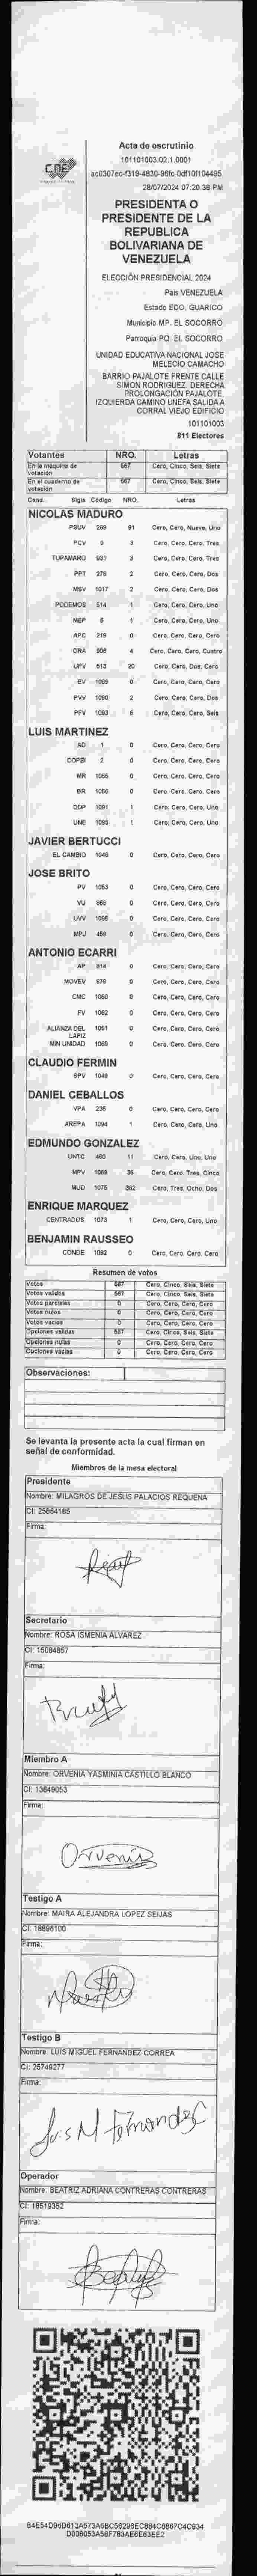 CNE
Acta de escrutinio
101101003.02.1.0001
28/07/2024 07:20:38 PM
PRESIDENTA O
PRESIDENTE DE LA
REPUBLICA
BOLIVARIANA DE
VENEZUELA
ELECCIÓN PRESIDENCIAL 2024
Pais VENEZUELA
Estado EDO. GUARICO
Municipio MP. EL SOCORRO
Parroquia PQ. EL SOCORRO
UNIDAD EDUCATIVA NACIONAL JOSE
MELECIO CAMACHO
BARRIO PAJALOTE FRENTE CALLE
SIMON RODRIGUEZ. DERECHA
PROLONGACIÓN PAJALOTE.
IZQUIERDA CAMINO UNEFA SALIDA A
CORRAL VIEJO EDIFICIO
101101003
811 Electores
Votantes NRO. Letras
En la maquina de
votación 567 Cero, Cinco, Seis, Siete
En el cuaderno de
votación 567 Cero, Cinco, Seis, Siete
Cand. Sigla Código NRO. Letras
NICOLAS MADURO
PSUV 269 91 Cero, Cero, Nueve, Uno
PCV 9 3 Cero, Cero, Cero, Tres
TUPAMARO 931 3 Cero, Cero, Cero, Tres
PPT 276 2 Cero, Cero, Cero, Dos
MSV 1017 2 Cero, Cero, Cero, Dos
PODEMOS 514 1 Cero, Cero, Cero, Uno
MEP 6 1 Cero, Cero, Cero, Uno
APC 219 0 Cero, Cero, Cero, Cero
ORA 906 4 Cero, Cero, Cero, Cuatro
UPV 613 20 Cero, Cero, Dos, Cero
EV 1089 0 Cero, Cero, Cero, Cero
PVV 1090 2 Cero, Cero, Cero, Dos
PFV 1093 6 Cero, Cero, Cero, Seis
LUIS MARTINEZ
AD 1 0 Cero, Cero, Cero, Cero
COPEI 2 0 Cero, Cero, Cero, Cero
MR 1055 0 Cero, Cero, Cero, Cero
BR 1056 0 Cero, Cero, Cero, Cero
DDP 1091 1 Cero, Cero, Cero, Uno
UNE 1095 1 Cero, Cero, Cero, Uno
JAVIER BERTUCCI
EL CAMBIO 1045 0 Cero, Cero, Cero, Cero
JOSE BRITO
PV 1053 0 Cero, Cero, Cero, Cero
VU 869 0 Cero, Cero, Cero, Cero
UVV 1096 0 Cero, Cero, Cero, Cero
MPJ 459 0 Cero, Cero, Cero, Cero
ANTONIO ECARRI
AP 814 0 Cero, Cero, Cero, Cero
MOVEV 979 0 Cero, Cero, Cero, Cero
CMC 1050 0 Cero, Cero, Cero, Cero
FV 1062 0 Cero, Cero, Cero, Cero
ALIANZA DEL
LAPIZ 1061 0 Cero, Cero, Cero, Cero
MIN UNIDAD 1069 0 Cero, Cero, Cero, Cero
CLAUDIO FERMIN
SPV 1048 0 Cero, Cero, Cero, Cero
DANIEL CEBALLOS
VPA 236 0 Cero, Cero, Cero, Cero
AREPA 1094 1 Cero, Cero, Cero, Uno
EDMUNDO GONZALEZ
UNTC 460 11 Cero, Cero, Uno, Uno
MPV 1068 Cero, Cero, Tres, Cinco
MUD 1075 382 Cero, Tres, Ocho, Dos
ENRIQUE MARQUEZ
CENTRADOS 1073 1 Cero, Cero, Cero, Uno
BENJAMIN RAUSSEO
CONDE 1092 0 Cero, Cero, Cero, Cero
Resumen de votos
Votos 567 Cero, Cinco, Seis, Siete
Votos validos 567 Cero, Cinco, Seis, Siete
Votos parciales 0 Cero, Cero, Cero, Cero
Votos nulos 0 Cero, Cero, Cero, Cero
Votos vacios 0 Cero, Cero, Cero, Cero
Opciones validas 567 Cero, Cinco, Seis, Siete
Opciones nulas 0 Cero, Cero, Cero, Cero
Opciones vacias 0 Cero, Cero, Cero, Cero
Observaciones:
Se levanta la presente acta la cual firman en
señal de conformidad.
Miembros de la mesa electoral
Presidente
Nombre: MILAGROS DE JESUS PALACIOS REQUENA
CI: 25864185
Firma:
Secretario
Nombre: ROSA ISMENIA ALVAREZ
CI: 15084857
Firma:
Miembro A
Nombre: ORVENIA YASMINIA CASTILLO BLANCO
CI: 13849053
Firma:
Orvenis
Testigo A
Nombre: MAIRA ALEJANDRA LOPEZ SEIJAS
CI: 18896100
Firma:
Testigo B
Nombre: LUIS MIGUEL FERNANDEZ CORREA
CI: 25749277
Firma:
Luis M Fernandez
Operador
Nombre: BEATRIZ ADRIANA CONTRERAS CONTRERAS
CI: 18519352
Firma: